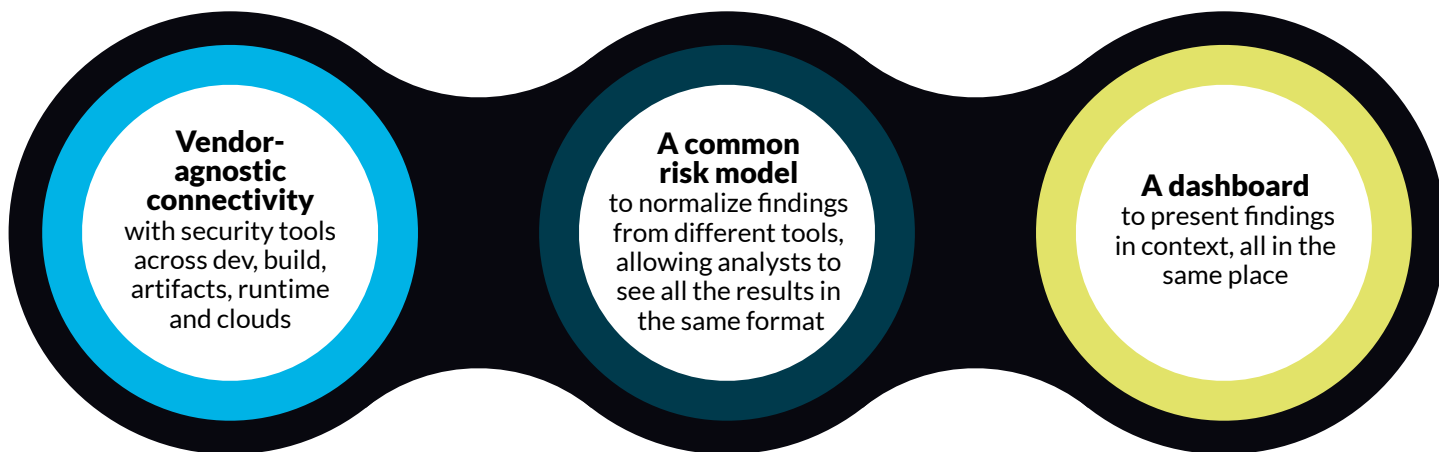 Vendor-
agnostic
connectivity
with security tools
across dev, build,
artifacts, runtime
and clouds
A common
risk model
to normalize findings
from different tools,
allowing analysts to
see all the results in
the same format
A dashboard
to present findings
in context, all in the
same place